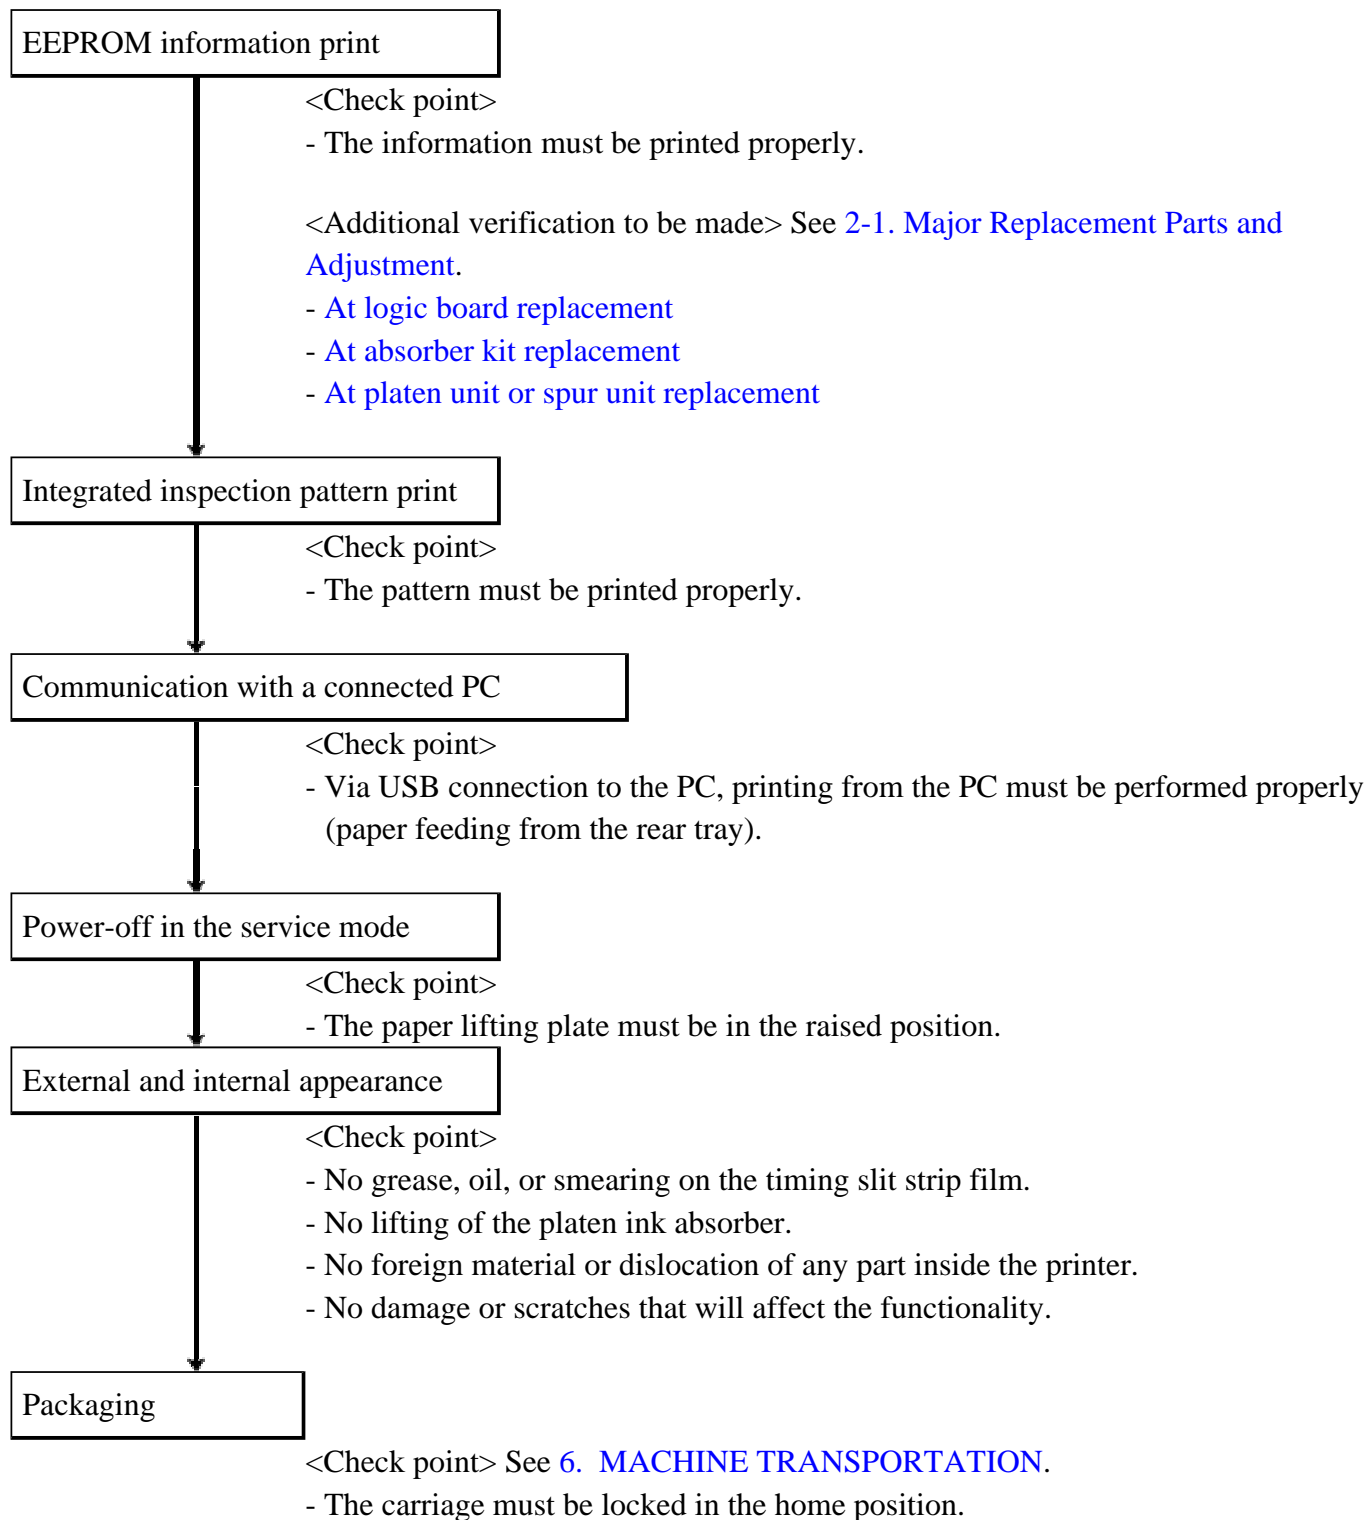 EEPROM information print
<Check point>
- The information must be printed properly.
<Additional verification to be made> See 2-1. Major Replacement Parts and
Adjustment.
- At logic board replacement
- At absorber kit replacement
- At platen unit or spur unit replacement
Integrated inspection pattern print
<Check point>
- The pattern must be printed properly.
Communication with a connected PC
<Check point>
- Via USB connection to the PC, printing from the PC must be performed properly
(paper feeding from the rear tray).
Power-off in the service mode
<Check point>
- The paper lifting plate must be in the raised position.
External and internal appearance
<Check point>
- No grease, oil, or smearing on the timing slit strip film.
- No lifting of the platen ink absorber.
- No foreign material or dislocation of any part inside the printer.
- No damage or scratches that will affect the functionality.
Packaging
<Check point> See 6.  MACHINE TRANSPORTATION.
- The carriage must be locked in the home position.